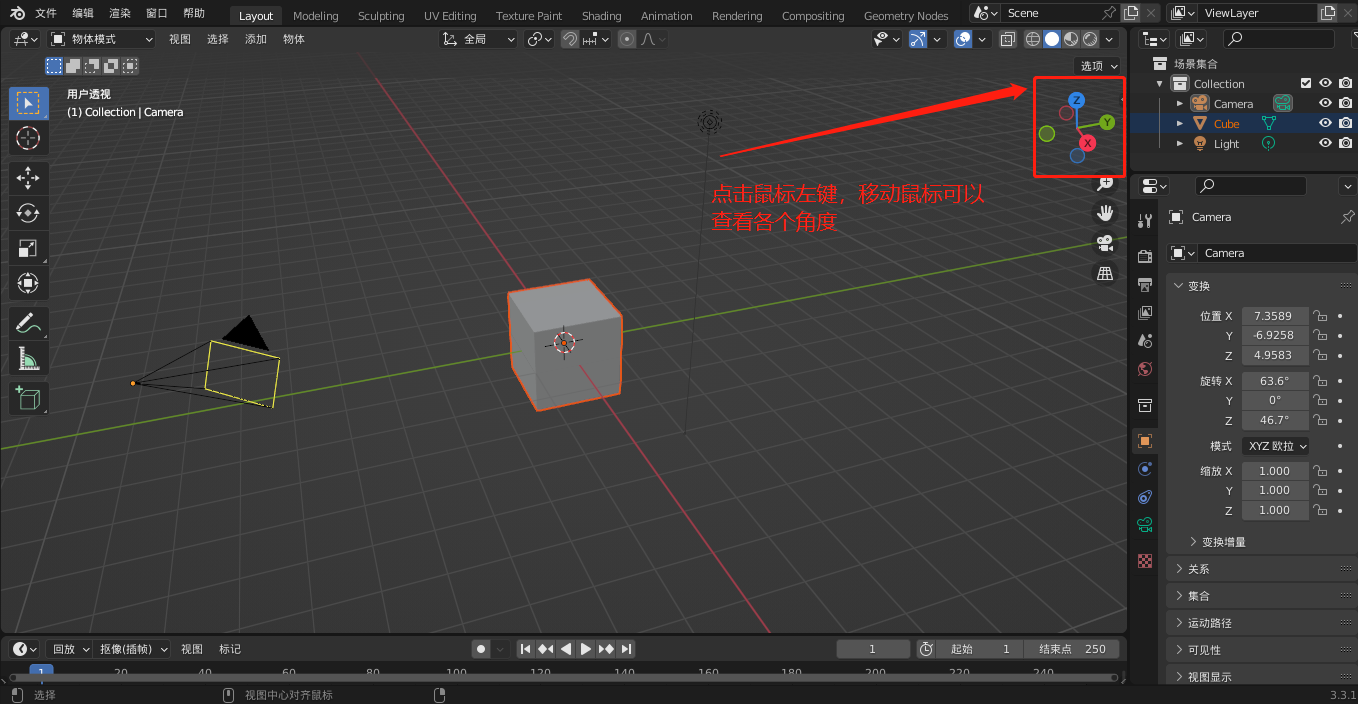 文件 编辑 渲染 窗口 帮助 Layout Modeling Sculpting UV Editing Texture Paint Shading Animation Rendering Compositing Geometry Nodes Scene ViewLayer
物体模式 视图 选择 添加 物体 全局
选项
用户透视
(1) Collection | Camera
Z
Y
X
点击鼠标左键，移动鼠标可以
查看各个角度
场景集合
Collection
Camera
Cube
Light
Camera
Camera
变换
位置 X 7.3589
Y -6.9258
Z 4.9583
旋转 X 63.6°
Y 0°
Z 46.7°
模式 XYZ 欧拉
缩放 X 1.000
Y 1.000
Z 1.000
变换增量
关系
集合
运动路径
可见性
视图显示
回放 抠像(插帧) 视图 标记 1 起始 1 结束点 250
1 20 40 60 80 100 120 140 160 180 200 220 240
选择 视图中心对齐鼠标 3.3.1